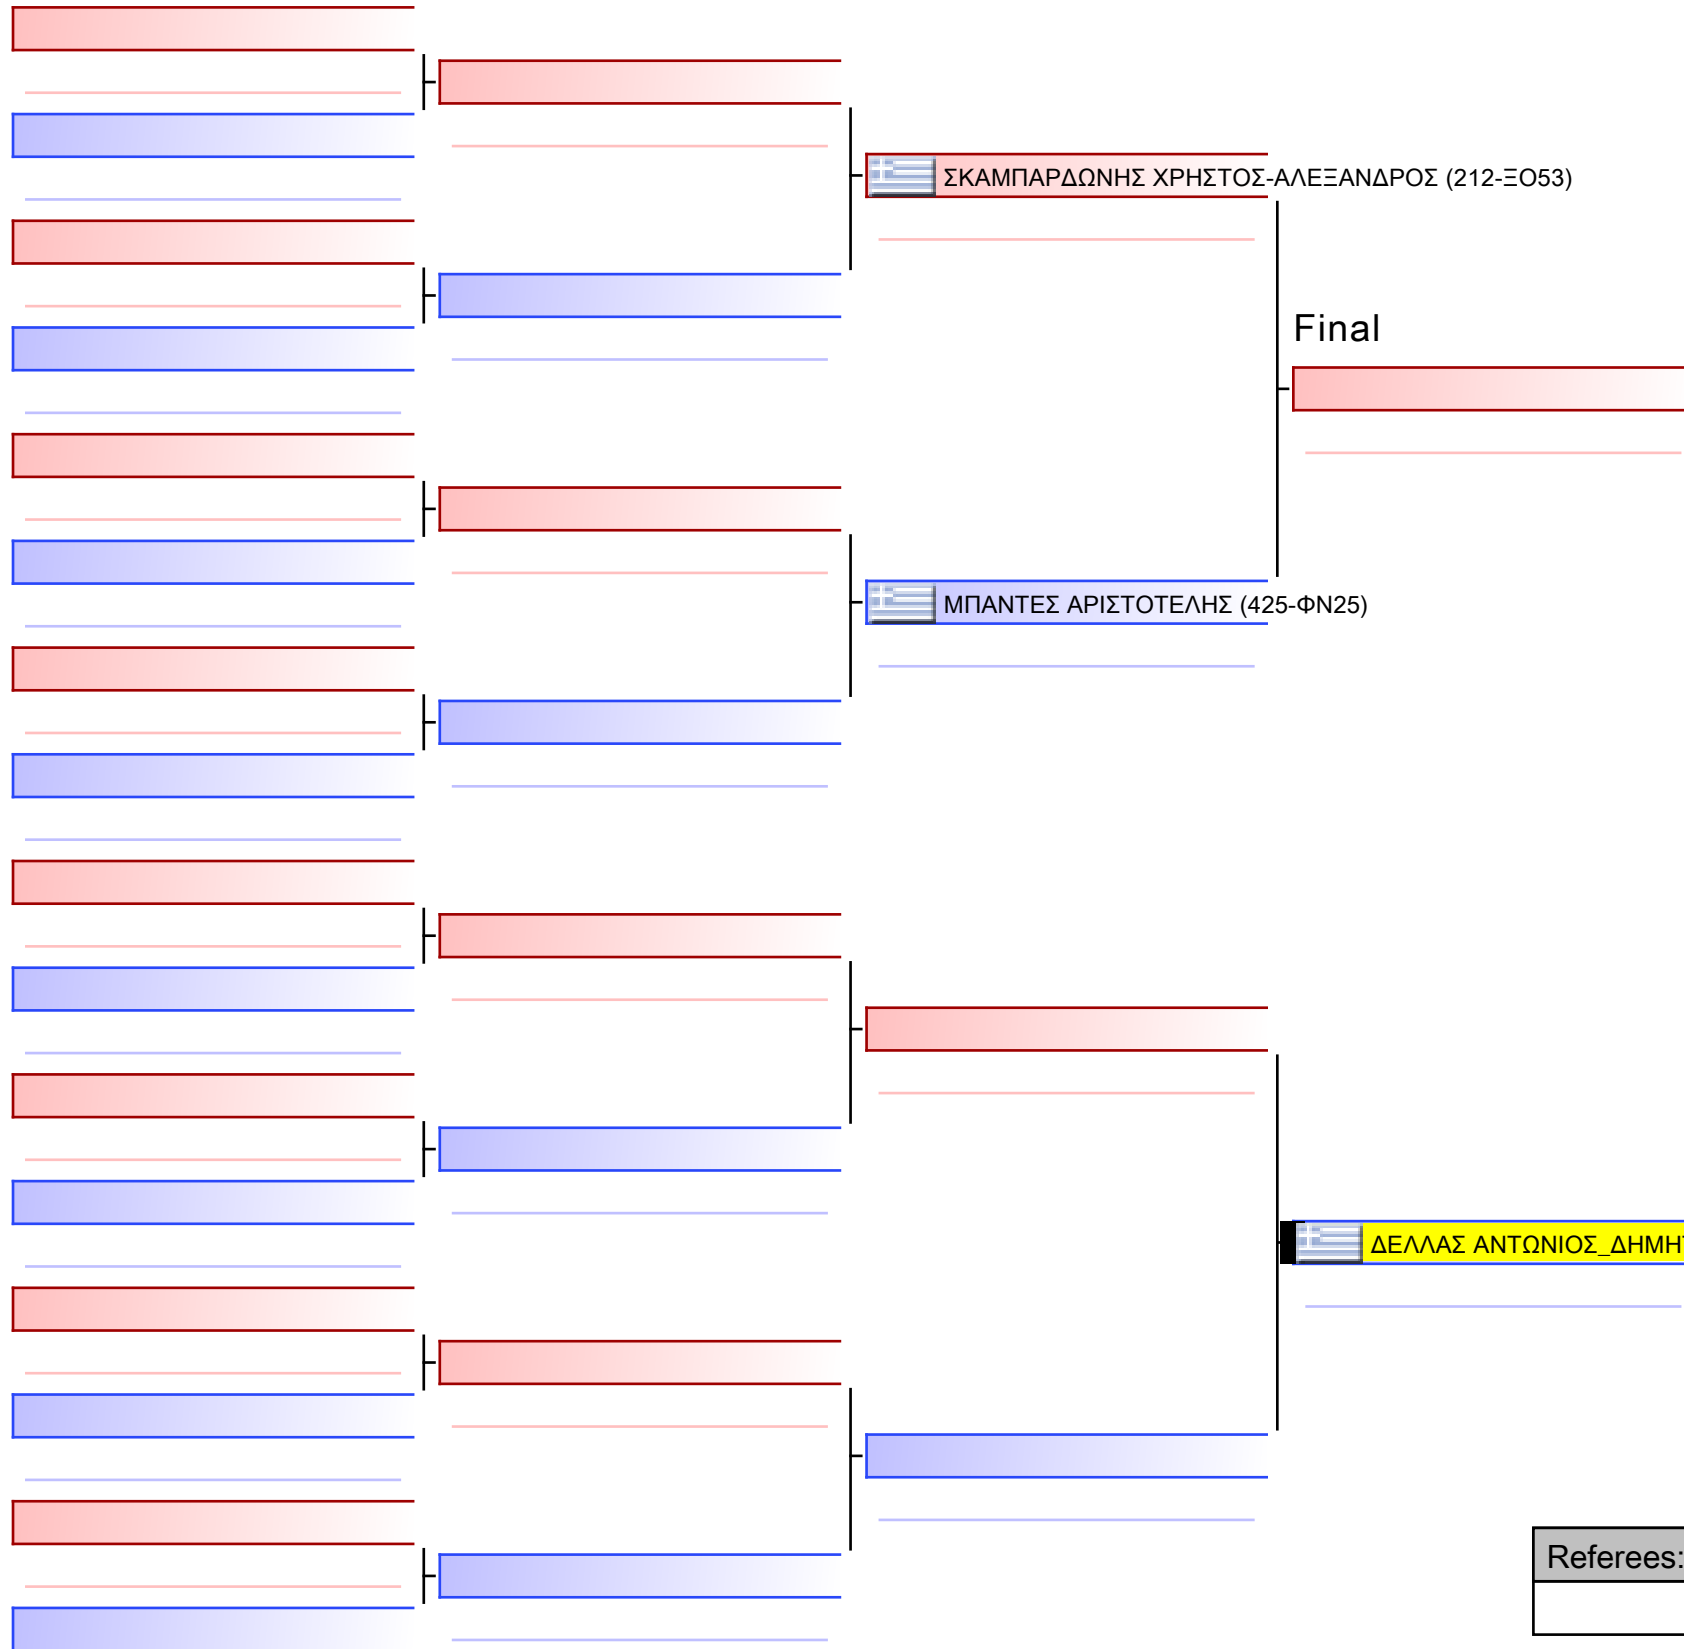 ΣΚΑΜΠΑΡΔΩΝΗΣ ΧΡΗΣΤΟΣ-ΑΛΕΞΑΝΔΡΟΣ (212-ΞΟ53)
Final
ΜΠΑΝΤΕΣ ΑΡΙΣΤΟΤΕΛΗΣ (425-ΦΝ25)
ΔΕΛΛΑΣ ΑΝΤΩΝΙΟΣ_ΔΗΜΗ
Referees: